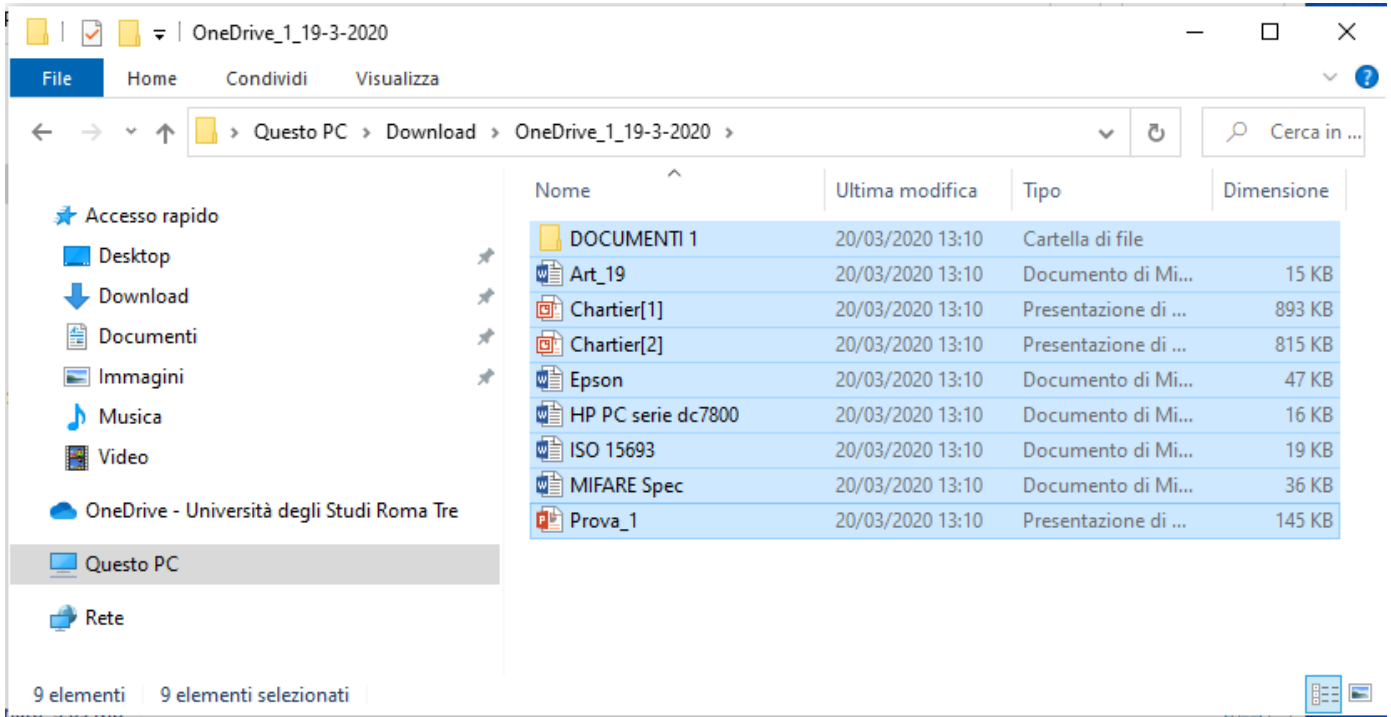 OneDrive_1_19-3-2020
File Home Condividi Visualizza
Questo PC > Download > OneDrive_1_19-3-2020 >
Cerca in ...
Accesso rapido
Desktop
Download
Documenti
Immagini
Musica
Video
OneDrive - Università degli Studi Roma Tre
Questo PC
Rete
Nome Ultima modifica Tipo Dimensione
DOCUMENTI 1 20/03/2020 13:10 Cartella di file
Art_19 20/03/2020 13:10 Documento di Mi... 15 KB
Chartier[1] 20/03/2020 13:10 Presentazione di ... 893 KB
Chartier[2] 20/03/2020 13:10 Presentazione di ... 815 KB
Epson 20/03/2020 13:10 Documento di Mi... 47 KB
HP PC serie dc7800 20/03/2020 13:10 Documento di Mi... 16 KB
ISO 15693 20/03/2020 13:10 Documento di Mi... 19 KB
MIFARE Spec 20/03/2020 13:10 Documento di Mi... 36 KB
Prova_1 20/03/2020 13:10 Presentazione di ... 145 KB
9 elementi 9 elementi selezionati